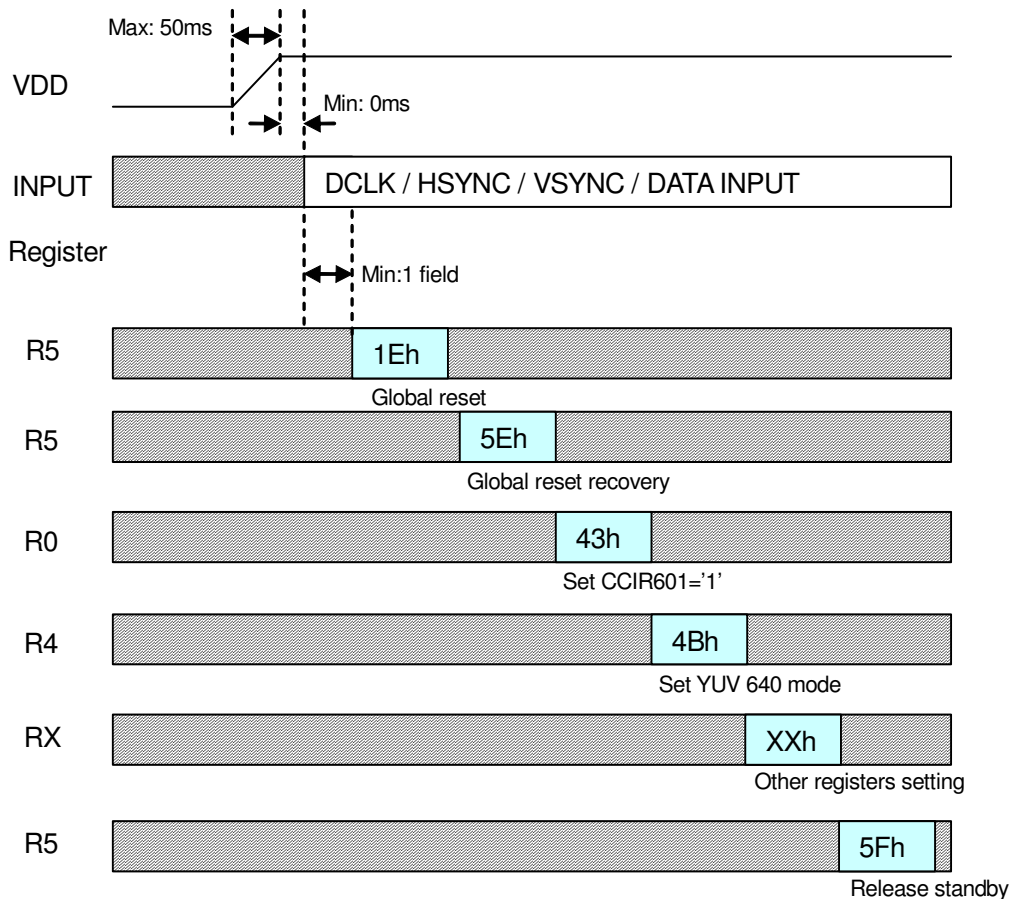 Max: 50ms
VDD
Min: 0ms
INPUT
DCLK / HSYNC / VSYNC / DATA INPUT
Register
Min:1 field
R5
1Eh
Global reset
R5
5Eh
Global reset recovery
R0
43h
Set CCIR601='1'
R4
4Bh
Set YUV 640 mode
RX
XXh
Other registers setting
R5
5Fh
Release standby